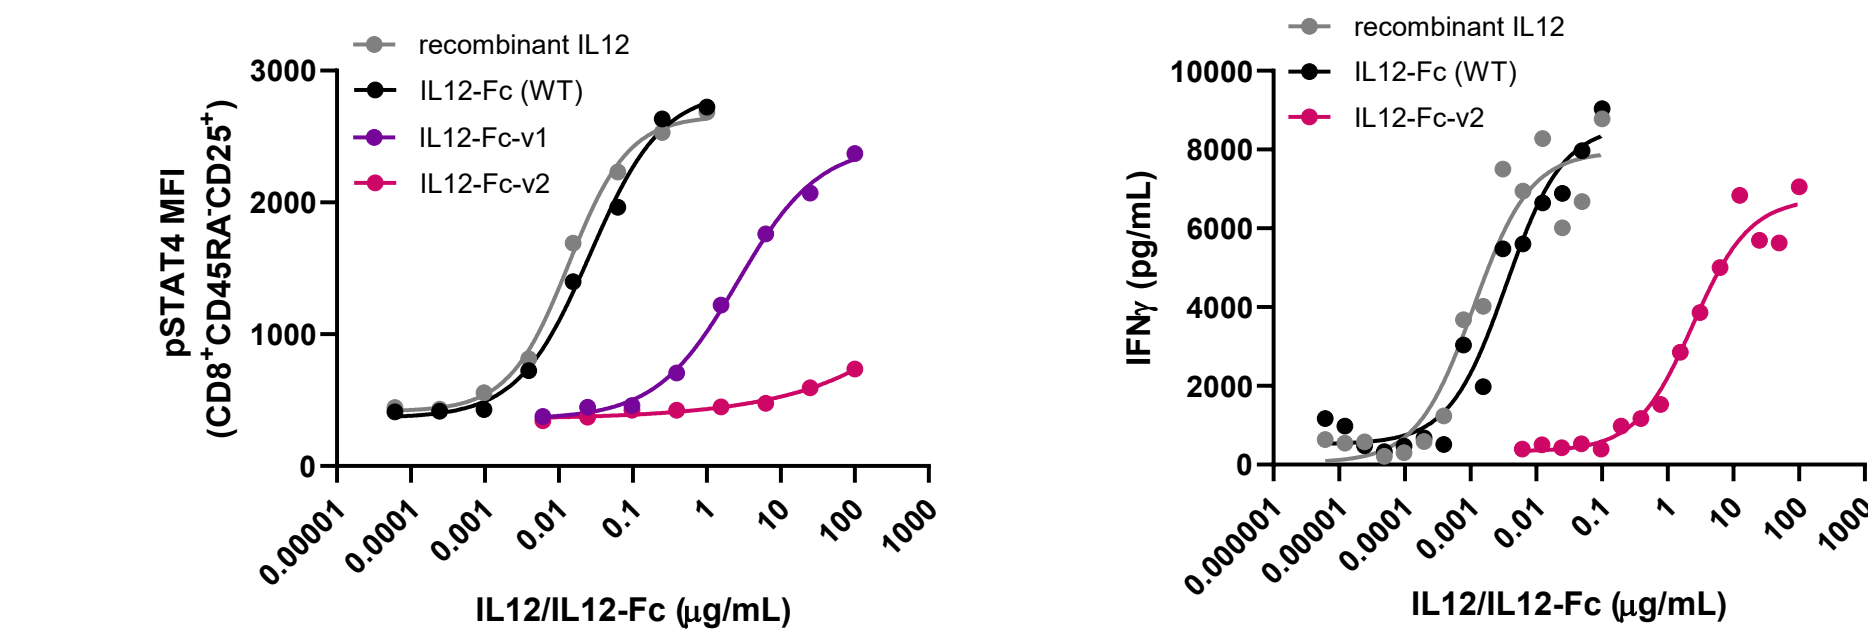 recombinant IL12
IL12-Fc (WT)
IL12-Fc-v1
IL12-Fc-v2
pSTAT4 MFI
(CD8+CD45RA-CD25+)
3000
2000
1000
0
0.00001
0.0001
0.001
0.01
0.1
1
10
100
1000
IL12/IL12-Fc (μg/mL)
recombinant IL12
IL12-Fc (WT)
IL12-Fc-v2
IFNγ (pg/mL)
10000
8000
6000
4000
2000
0
0.000001
0.00001
0.0001
0.001
0.01
0.1
1
10
100
1000
IL12/IL12-Fc (μg/mL)